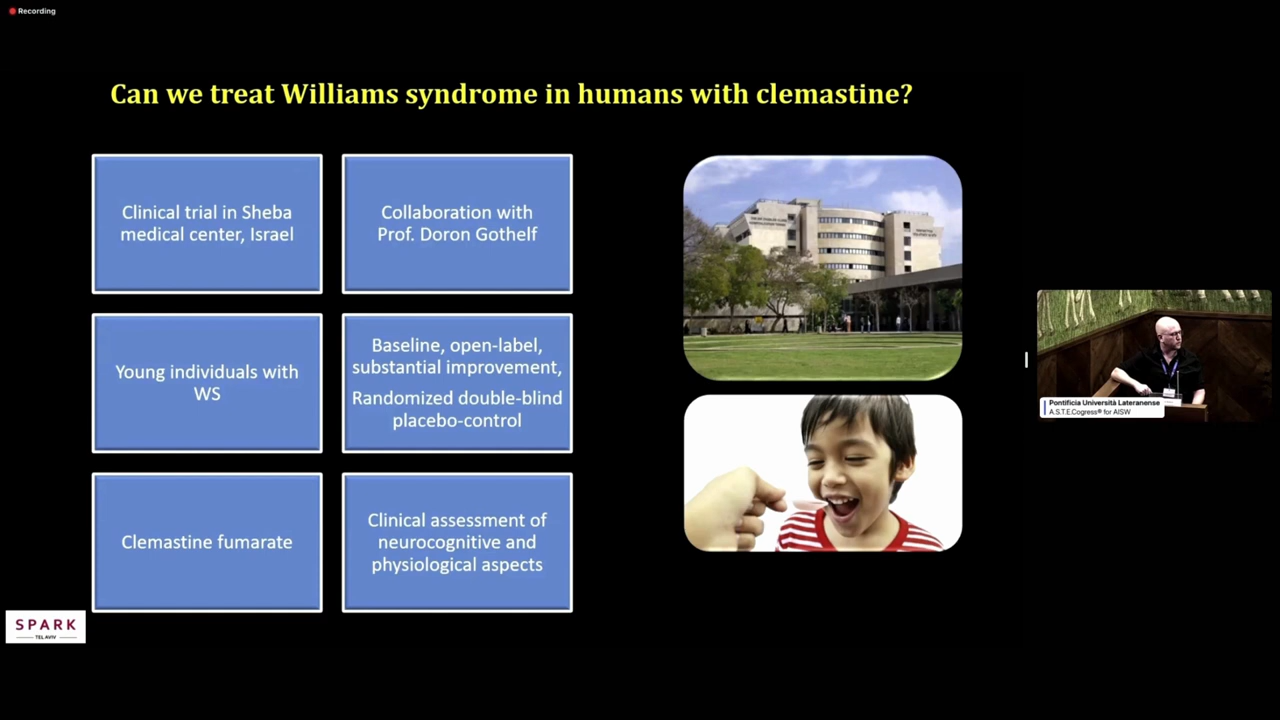 Recording
Can we treat Williams syndrome in humans with clemastine?
Clinical trial in Sheba
medical center, Israel
Collaboration with
Prof. Doron Gothelf
Young individuals with
WS
Baseline, open-label,
substantial improvement,
Randomized double-blind
placebo-control
Clemastine fumarate
Clinical assessment of
neurocognitive and
physiological aspects
SPARK
TEL AVIV
Pontificia Università Lateranense
A.S.T.E.Cogress® for AISW